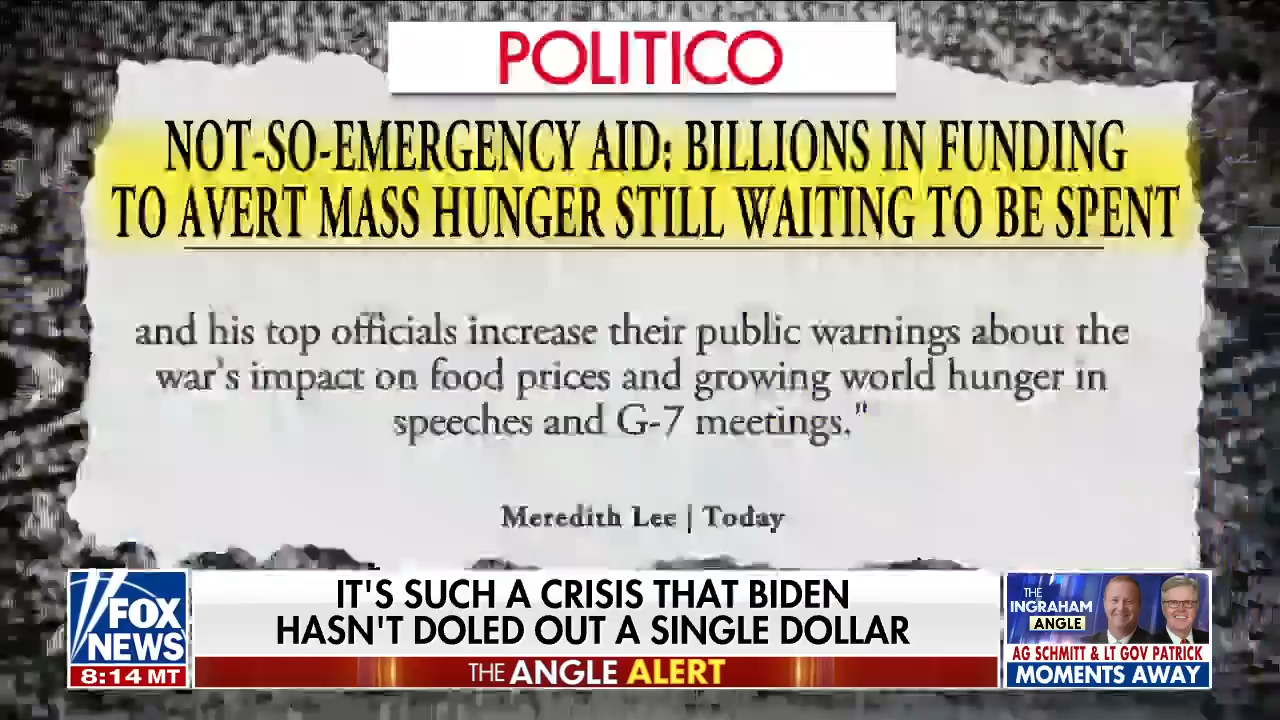 POLITICO
NOT-SO-EMERGENCY AID: BILLIONS IN FUNDING
TO AVERT MASS HUNGER STILL WAITING TO BE SPENT
and his top officials increase their public warnings about the
war's impact on food prices and growing world hunger in
speeches and G-7 meetings."
Meredith Lee | Today
IT'S SUCH A CRISIS THAT BIDEN
HASN'T DOLED OUT A SINGLE DOLLAR
THE ANGLE ALERT
FOX
NEWS
8:14 MT
THE
INGRAHAM
ANGLE
AG SCHMITT & LT GOV PATRICK
MOMENTS AWAY